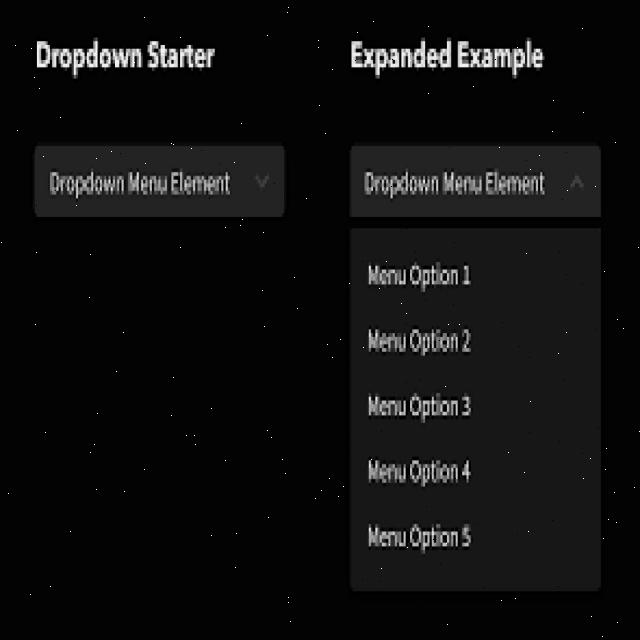 Dropdown Starter
Dropdown Menu Element
Expanded Example
Dropdown Menu Element
Menu Option 1
Menu Option 2
Menu Option 3
Menu Option 4
Menu Option 5